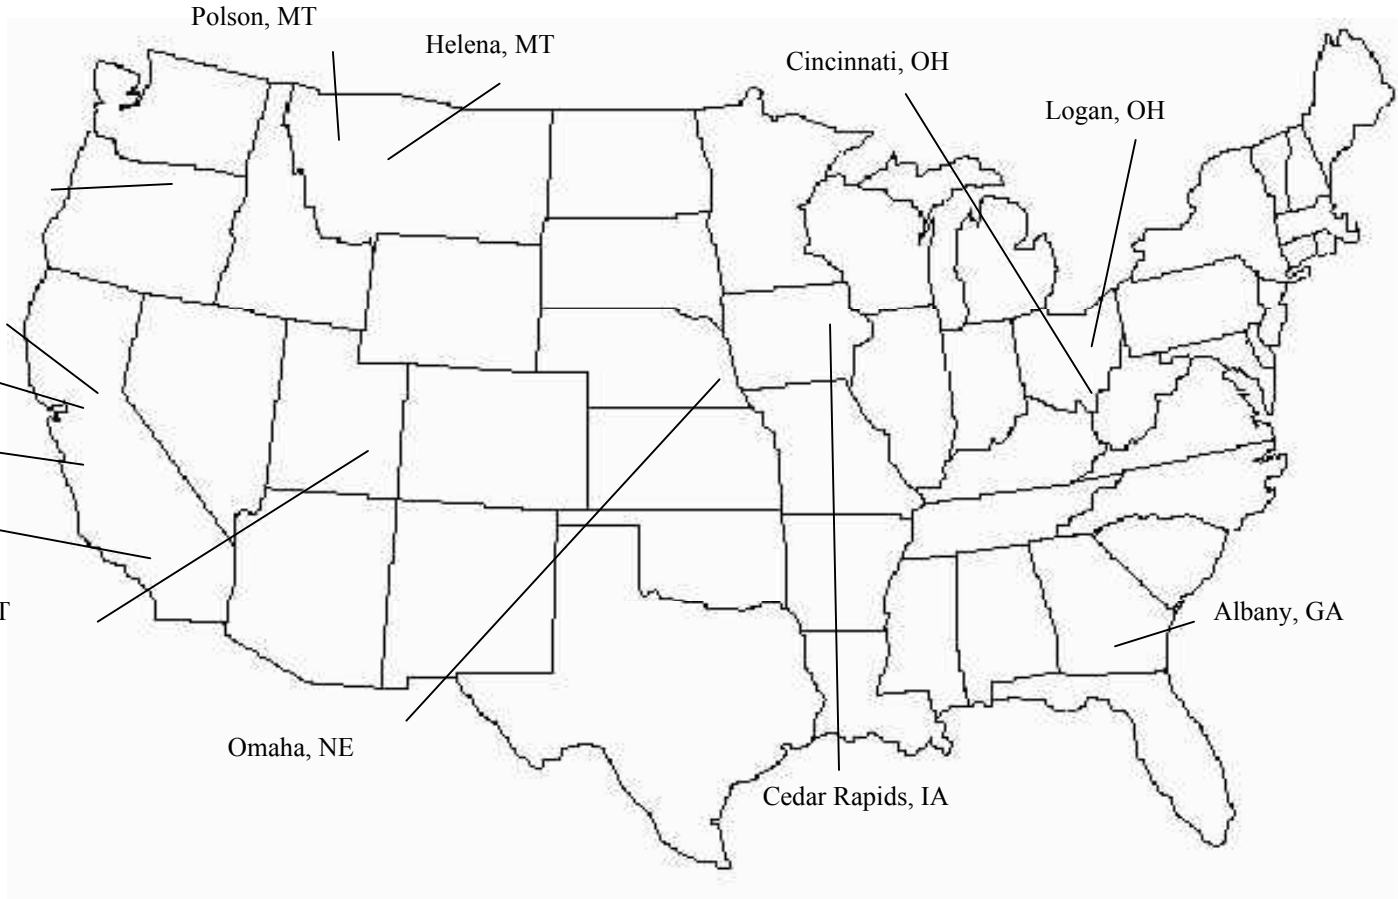 Polson, MT
Helena, MT
Cincinnati, OH
Logan, OH
T
Albany, GA
Omaha, NE
Cedar Rapids, IA